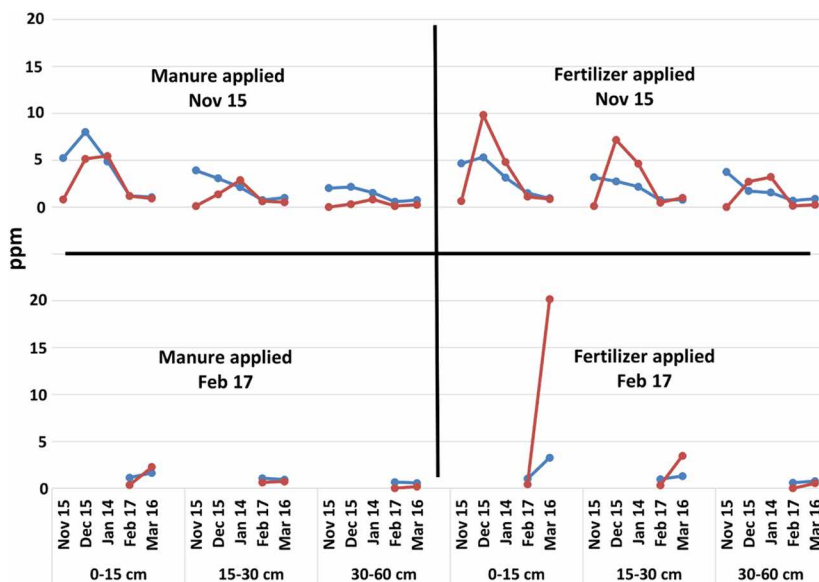 20
15
10
5
0
Manure applied
Nov 15
Fertilizer applied
Nov 15
ppm
20
15
10
5
0
Manure applied
Feb 17
Fertilizer applied
Feb 17
Nov 15 Dec 15 Jan 14 Feb 17 Mar 16 Nov 15 Dec 15 Jan 14 Feb 17 Mar 16 Nov 15 Dec 15 Jan 14 Feb 17 Mar 16 Nov 15 Dec 15 Jan 14 Feb 17 Mar 16 Nov 15 Dec 15 Jan 14 Feb 17 Mar 16 Nov 15 Dec 15 Jan 14 Feb 17 Mar 16
0-15 cm 15-30 cm 30-60 cm 0-15 cm 15-30 cm 30-60 cm